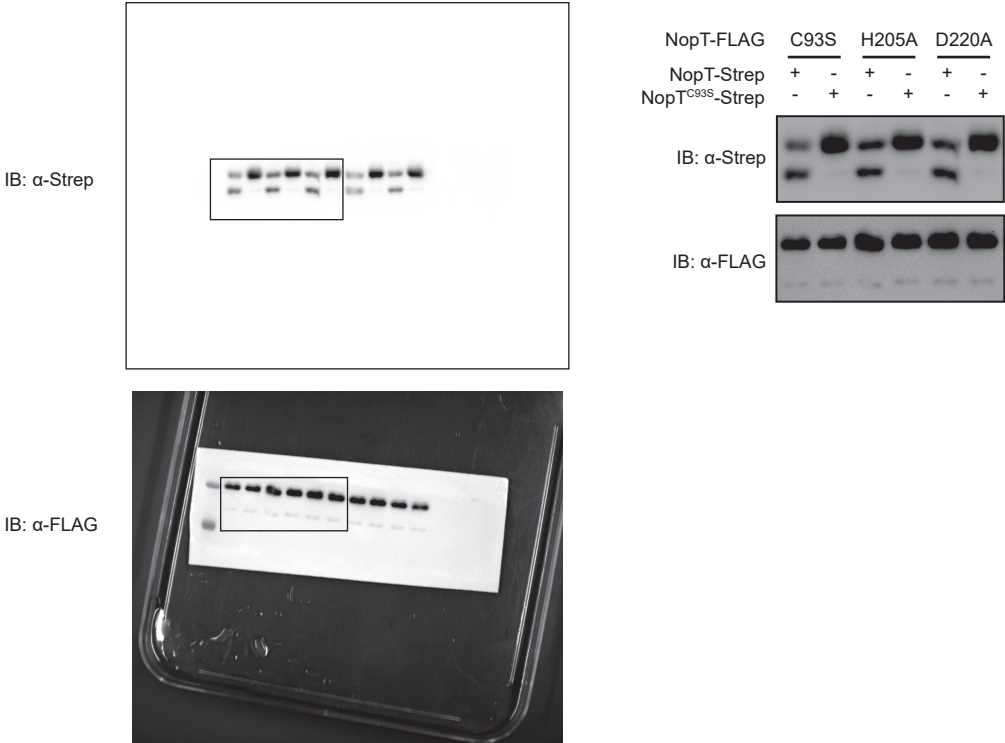 NopT-FLAG C93S H205A D220A
NopT-Strep + - + - + -
NopTC93S-Strep - + - + - +
IB: α-Strep
IB: α-Strep
IB: α-FLAG
IB: α-FLAG